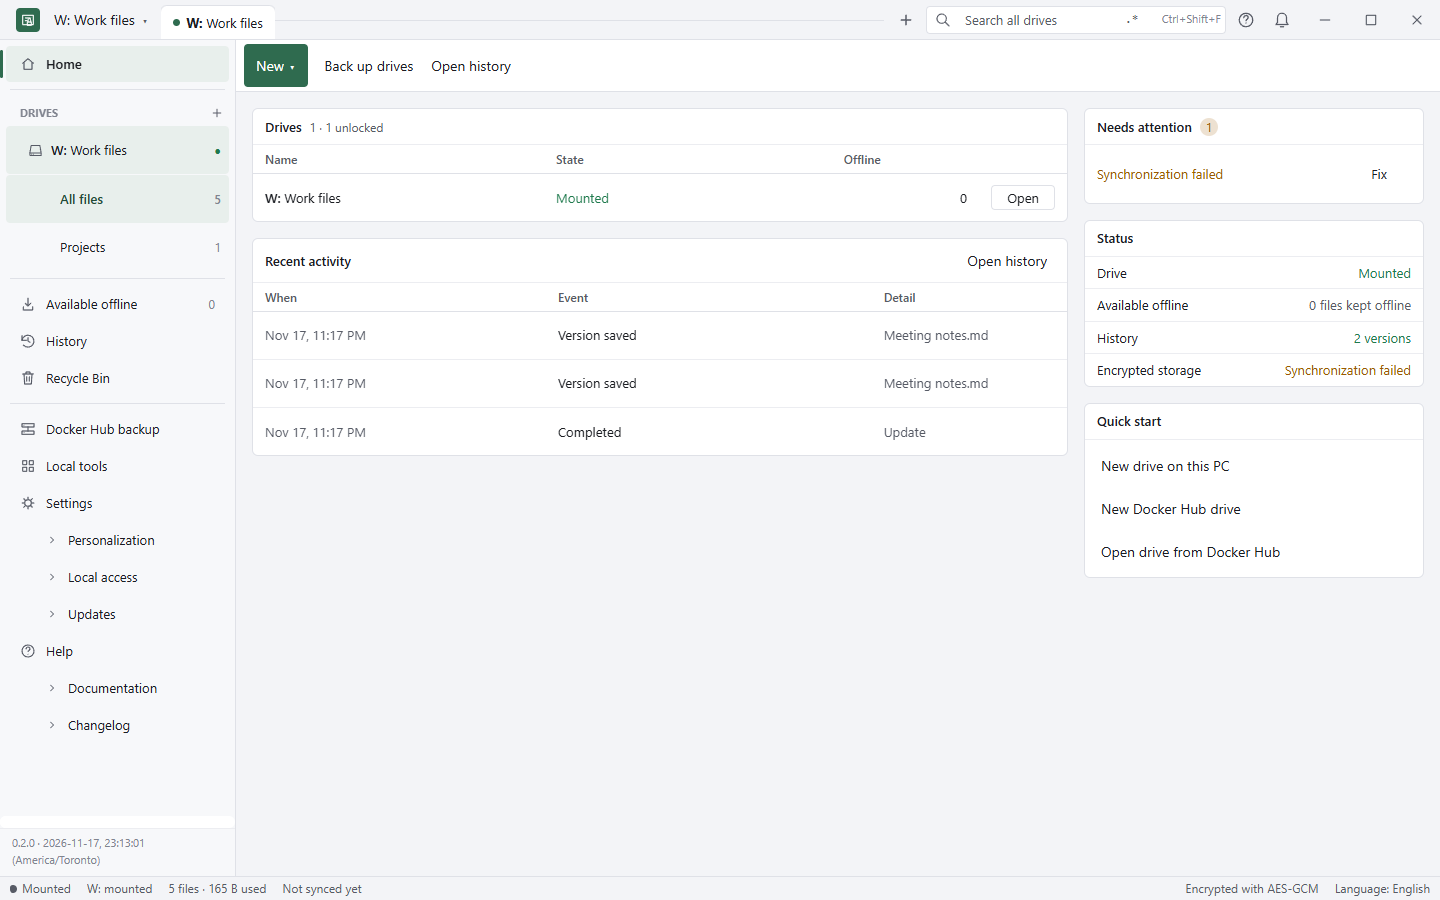 W: Work files
W: Work files
Search all drives
.*
Ctrl+Shift+F
Home
New
Back up drives
Open history
DRIVES
W: Work files
All files 5
Projects 1
Available offline 0
History
Recycle Bin
Docker Hub backup
Local tools
Settings
Personalization
Local access
Updates
Help
Documentation
Changelog
0.2.0 · 2026-11-17, 23:13:01
(America/Toronto)
Drives 1 · 1 unlocked
Name State Offline
W: Work files Mounted 0 Open
Recent activity Open history
When Event Detail
Nov 17, 11:17 PM Version saved Meeting notes.md
Nov 17, 11:17 PM Version saved Meeting notes.md
Nov 17, 11:17 PM Completed Update
Needs attention 1
Synchronization failed Fix
Status
Drive Mounted
Available offline 0 files kept offline
History 2 versions
Encrypted storage Synchronization failed
Quick start
New drive on this PC
New Docker Hub drive
Open drive from Docker Hub
Mounted W: mounted 5 files · 165 B used Not synced yet Encrypted with AES-GCM Language: English